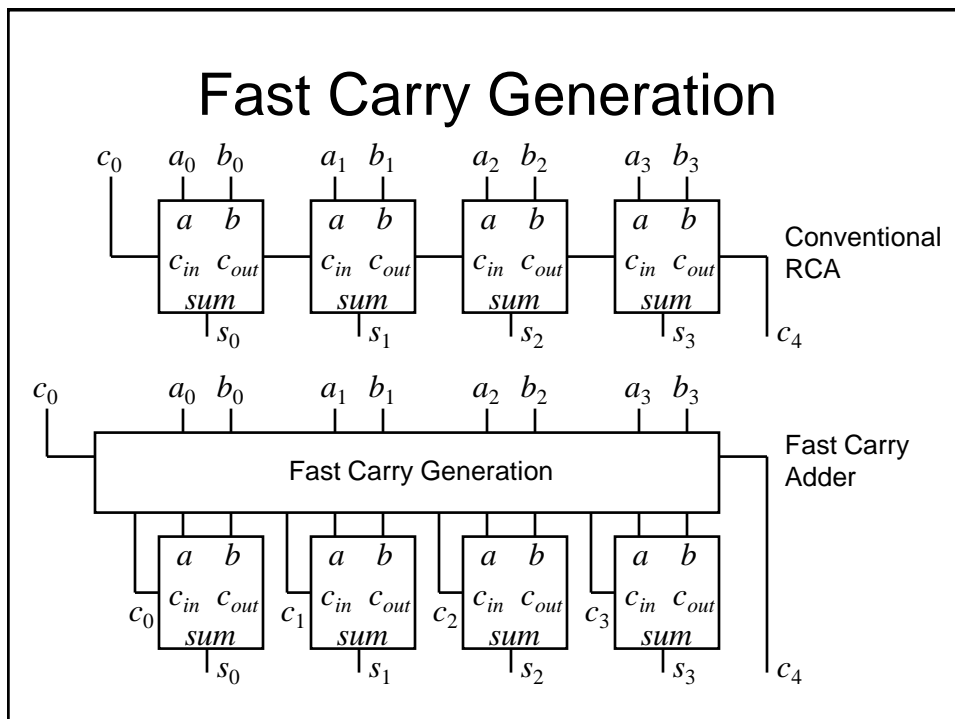 Fast Carry Generation
c₀ a₀ b₀ a₁ b₁ a₂ b₂ a₃ b₃
a b a b a b a b
Conventional
RCA
cᵢₙ cₒᵤₜ cᵢₙ cₒᵤₜ cᵢₙ cₒᵤₜ cᵢₙ cₒᵤₜ
sum sum sum sum
s₀ s₁ s₂ s₃ c₄
c₀ a₀ b₀ a₁ b₁ a₂ b₂ a₃ b₃
Fast Carry
Adder
Fast Carry Generation
a b a b a b a b
c₀ cᵢₙ cₒᵤₜ c₁ cᵢₙ cₒᵤₜ c₂ cᵢₙ cₒᵤₜ c₃ cᵢₙ cₒᵤₜ
sum sum sum sum
s₀ s₁ s₂ s₃ c₄